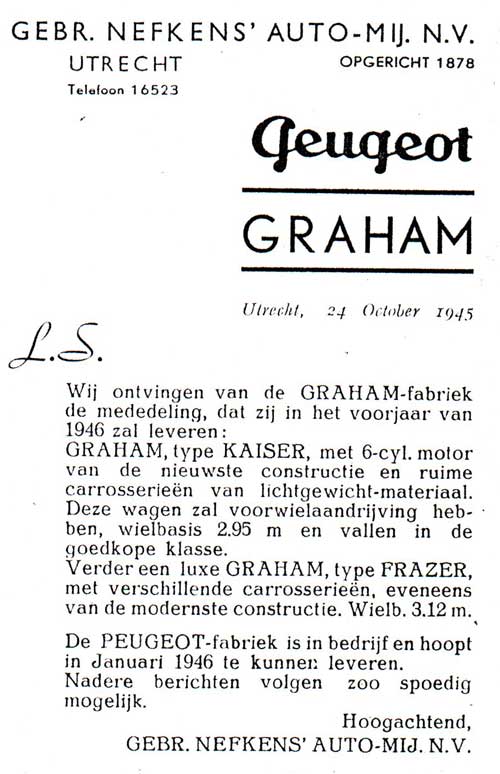 GEBR. NEFKENS' AUTO-MIJ. N.V.
UTRECHT OPGERICHT 1878
Telefoon 16523
Peugeot
GRAHAM
Utrecht, 24 October 1945
L.S.
Wij ontvingen van de GRAHAM-fabriek
de mededeling, dat zij in het voorjaar van
1946 zal leveren:
GRAHAM, type KAISER, met 6-cyl. motor
van de nieuwste constructie en ruime
carrosserieën van lichtgewicht-materiaal.
Deze wagen zal voorwielaandrijving heb-
ben, wielbasis 2.95 m en vallen in de
goedkope klasse.
Verder een luxe GRAHAM, type FRAZER,
met verschillende carrosserieën, eveneens
van de modernste constructie. Wielb. 3.12 m.
De PEUGEOT-fabriek is in bedrijf en hoopt
in Januari 1946 te kunnen leveren.
Nadere berichten volgen zoo spoedig
mogelijk.
Hoogachtend,
GEBR. NEFKENS' AUTO-MIJ. N.V.